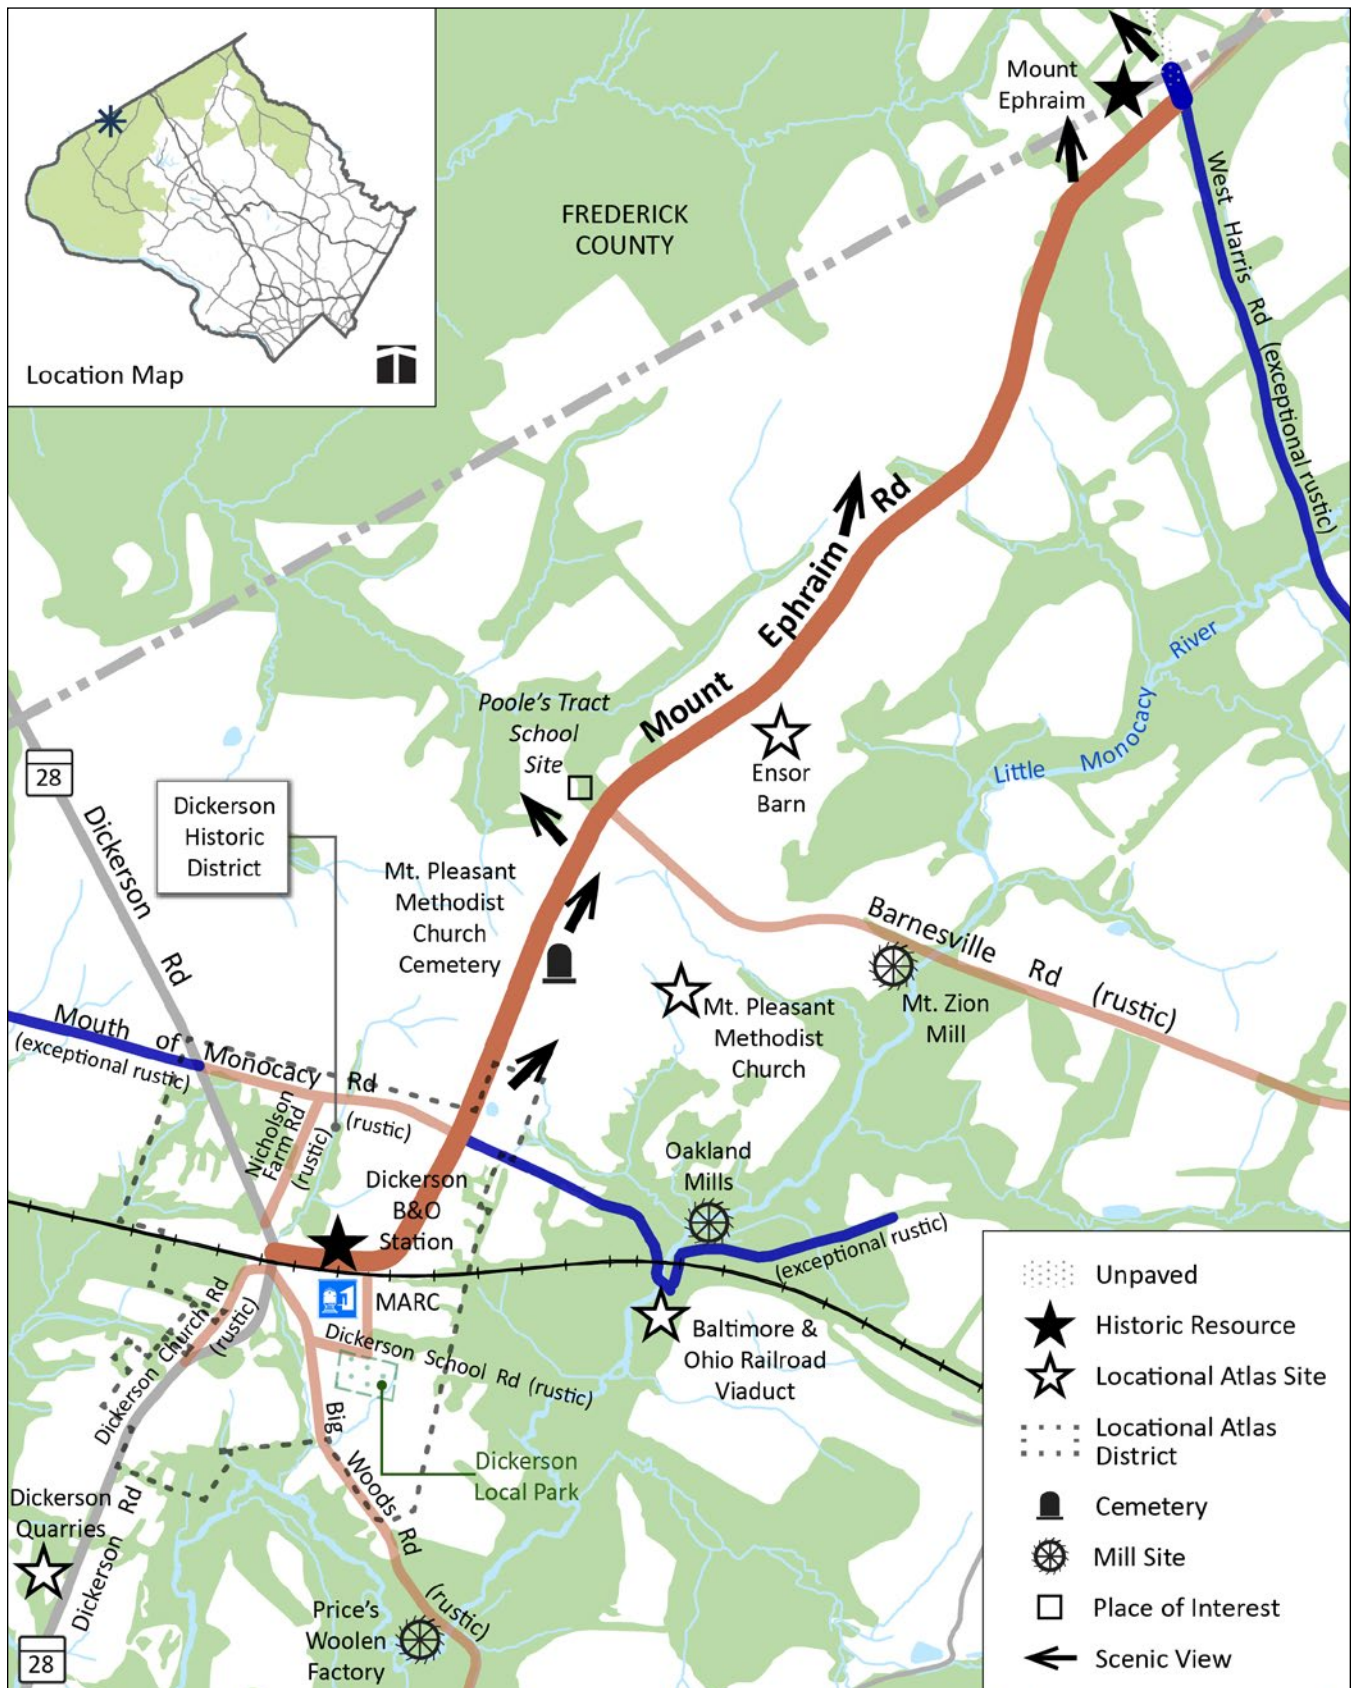 Location Map
FREDERICK
COUNTY
Mount
Ephraim
West Harris Rd (exceptional rustic)
Mount Ephraim Rd
Poole's Tract
School
Site
Ensor
Barn
Little Monocacy River
28
Dickerson Rd
Dickerson
Historic
District
Mt. Pleasant
Methodist
Church
Cemetery
Barnesville Rd (rustic)
Mt. Zion
Mill
Mt. Pleasant
Methodist
Church
Mouth of Monocacy Rd
(exceptional rustic)
(rustic)
Nicholson
Farm Rd
(rustic)
Dickerson
B&O
Station
Oakland
Mills
(exceptional rustic)
MARC
Baltimore &
Ohio Railroad
Viaduct
Dickerson Church Rd
(rustic)
Dickerson School Rd (rustic)
Big Woods Rd
(rustic)
Dickerson
Local Park
Dickerson
Quarries
Dickerson Rd
28
Price's
Woolen
Factory
Unpaved
Historic Resource
Locational Atlas Site
Locational Atlas
District
Cemetery
Mill Site
Place of Interest
Scenic View